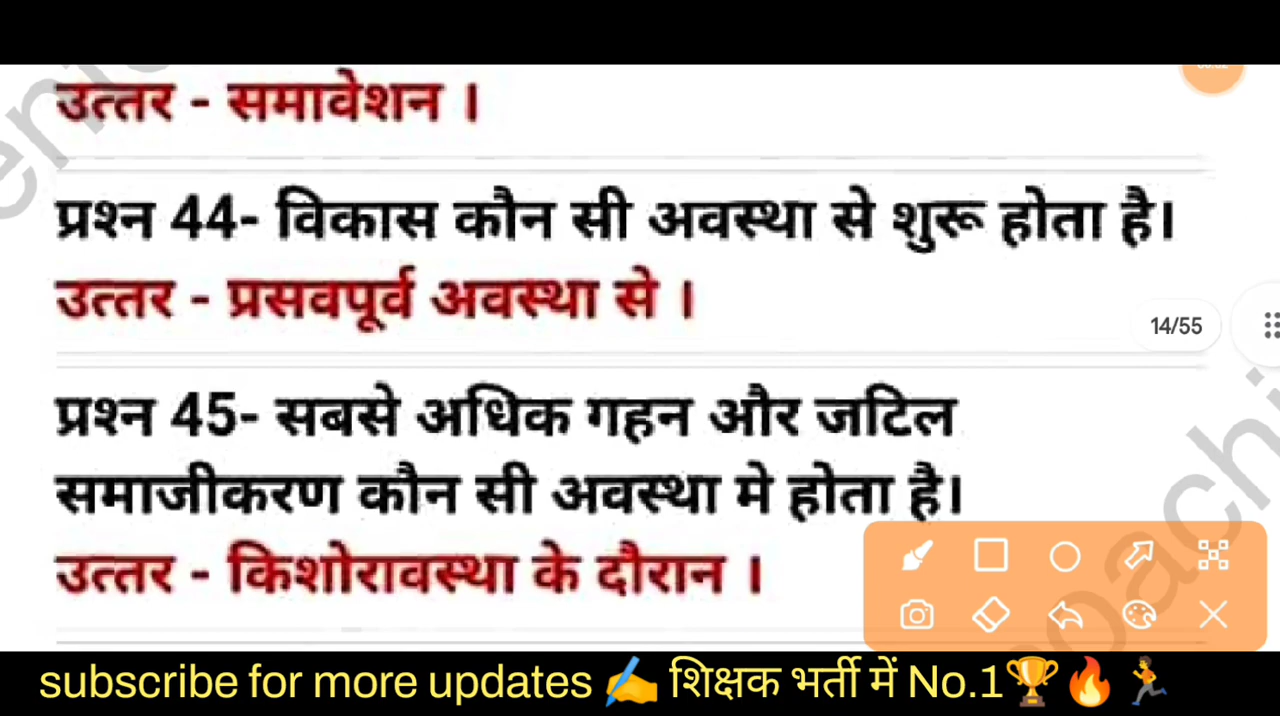 उत्तर - समावेशन ।
प्रश्न 44- विकास कौन सी अवस्था से शुरू होता है।
उत्तर - प्रसवपूर्व अवस्था से ।
14/55
प्रश्न 45- सबसे अधिक गहन और जटिल
समाजीकरण कौन सी अवस्था मे होता है।
उत्तर - किशोरावस्था के दौरान ।
subscribe for more updates ✍️ शिक्षक भर्ती में No.1🏆🔥🏃